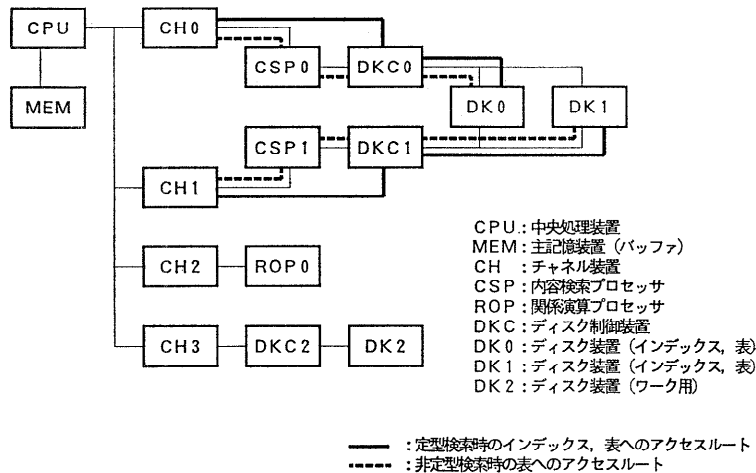 CPU
CH0
CSP0
DKC0
MEM
DK0
DK1
CSP1
DKC1
CH1
CH2
ROP0
CH3
DKC2
DK2
CPU:中央処理装置
MEM:主記憶装置(バッファ)
CH :チャネル装置
CSP:内容検索プロセッサ
ROP:関係演算プロセッサ
DKC:ディスク制御装置
DK0:ディスク装置(インデックス,表)
DK1:ディスク装置(インデックス,表)
DK2:ディスク装置(ワーク用)
:定型検索時のインデックス,表へのアクセスルート
:非定型検索時の表へのアクセスルート